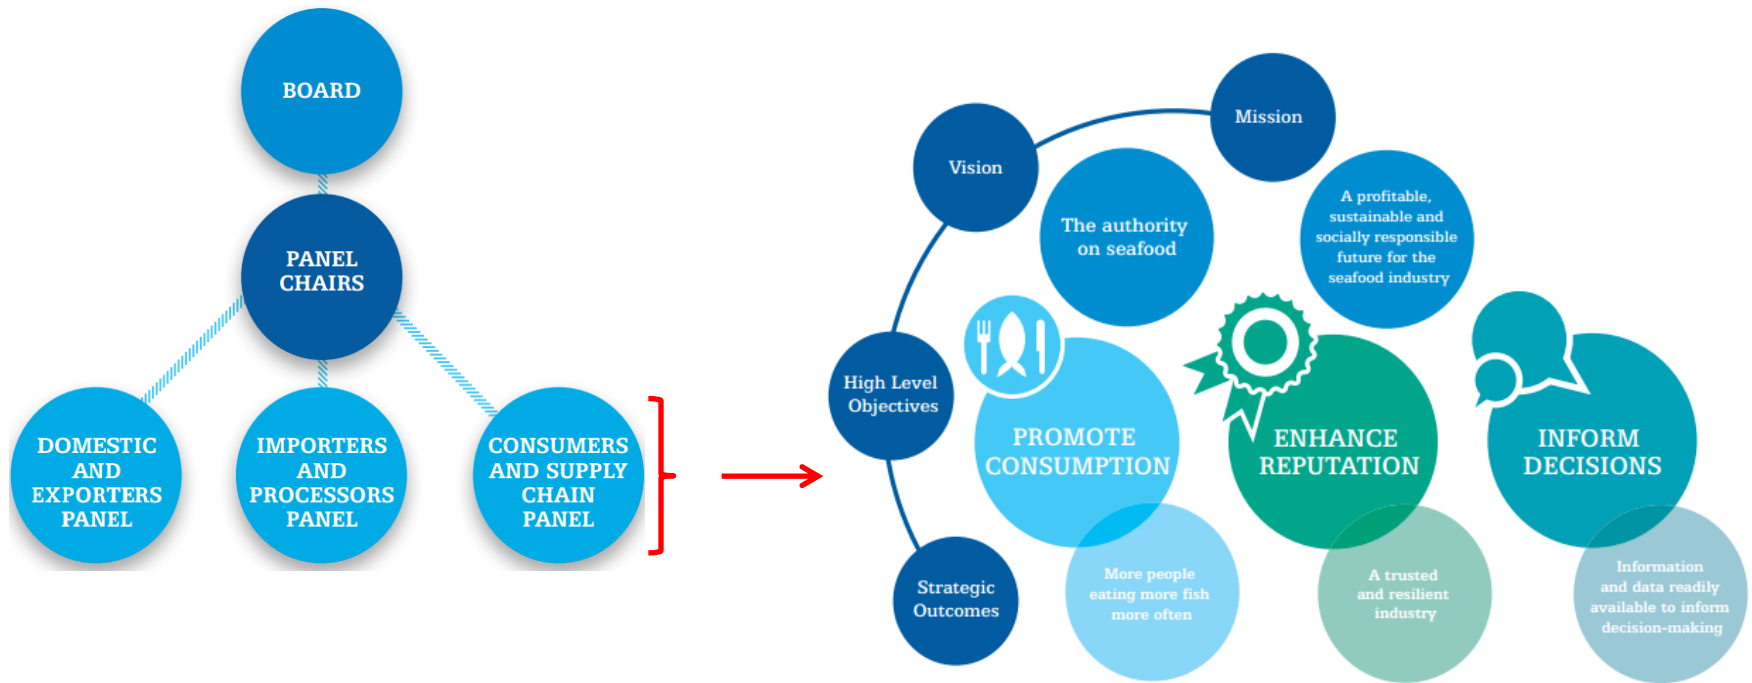 BOARD
PANEL
CHAIRS
DOMESTIC
AND
EXPORTERS
PANEL
IMPORTERS
AND
PROCESSORS
PANEL
CONSUMERS
AND SUPPLY
CHAIN
PANEL
Mission
Vision
The authority
on seafood
A profitable,
sustainable and
socially responsible
future for the
seafood industry
High Level
Objectives
PROMOTE
CONSUMPTION
ENHANCE
REPUTATION
INFORM
DECISIONS
Strategic
Outcomes
More people
eating more fish
more often
A trusted
and resilient
industry
Information
and data readily
available to inform
decision-making